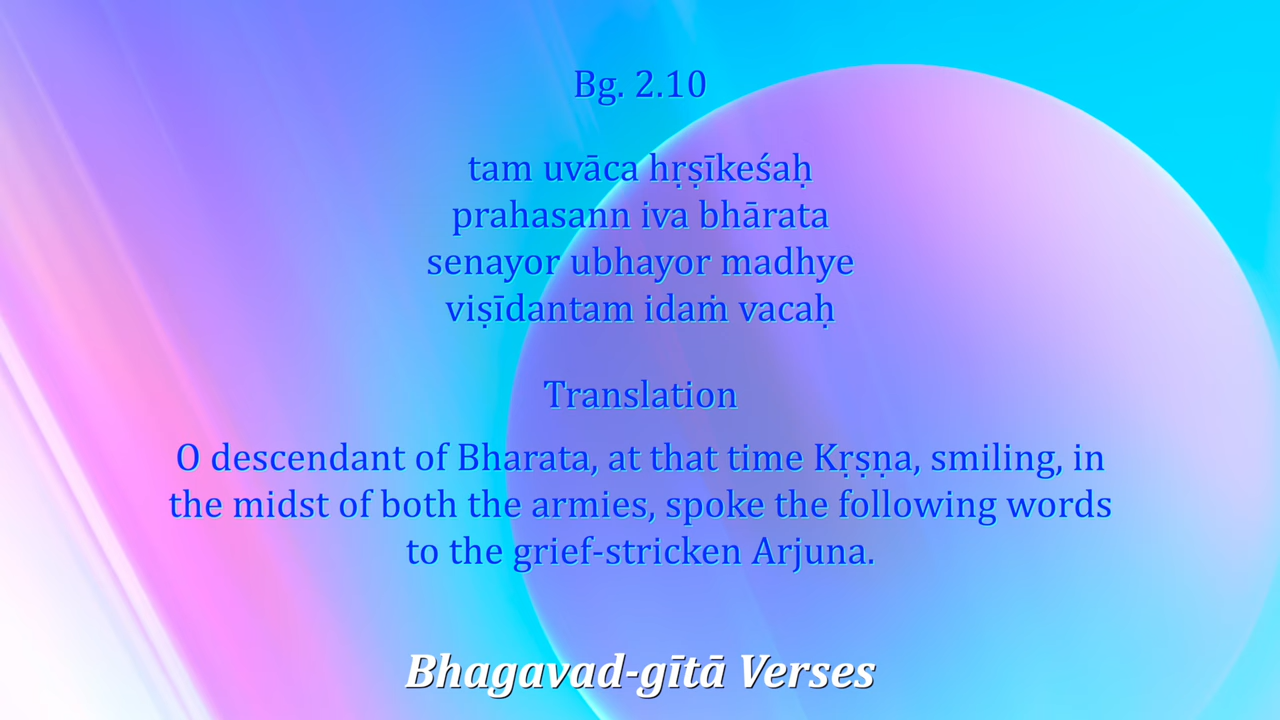 Bg. 2.10
tam uvāca hṛṣīkeśaḥ
prahasann iva bhārata
senayor ubhayor madhye
viṣīdantam idaṁ vacaḥ
Translation
O descendant of Bharata, at that time Kṛṣṇa, smiling, in
the midst of both the armies, spoke the following words
to the grief-stricken Arjuna.
Bhagavad-gītā Verses